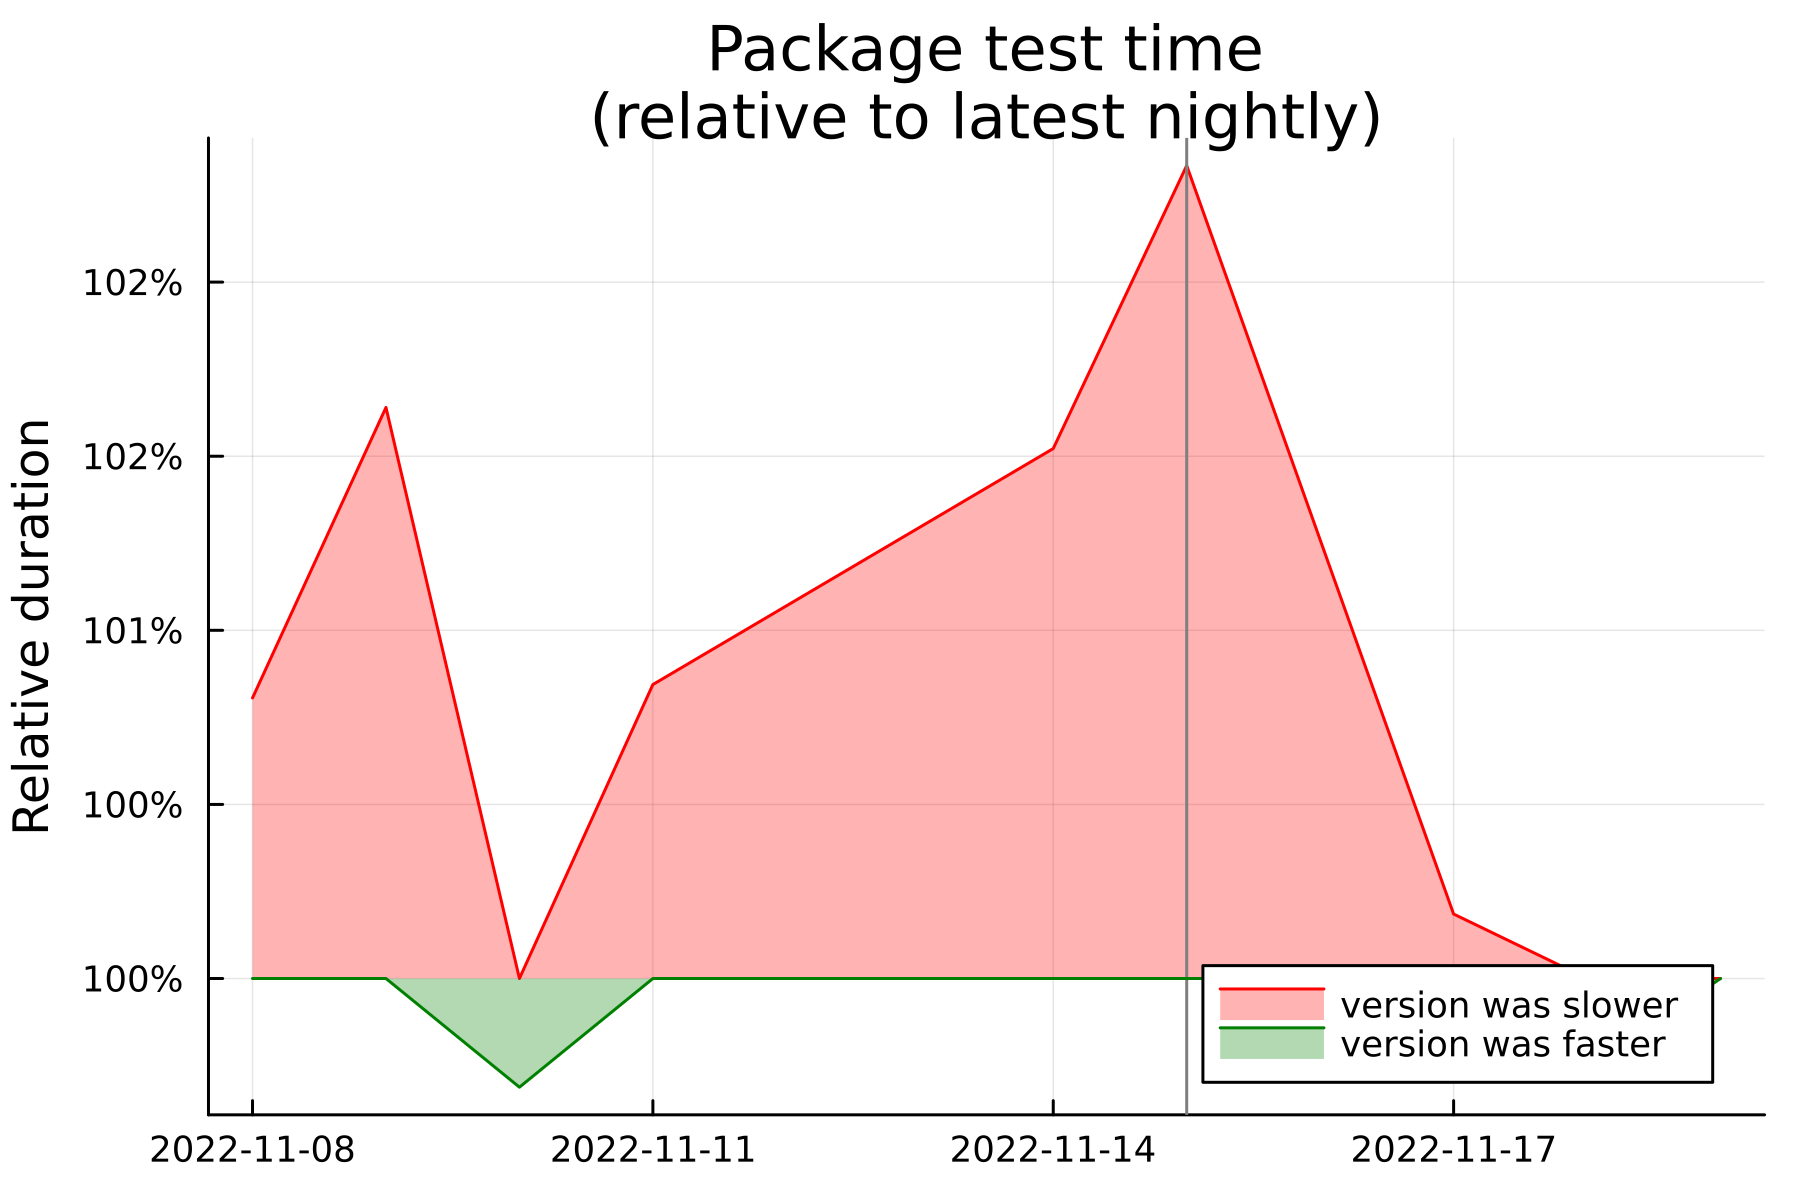 Package test time
(relative to latest nightly)
Relative duration
102%
102%
101%
100%
100%
version was slower
version was faster
2022-11-08
2022-11-11
2022-11-14
2022-11-17